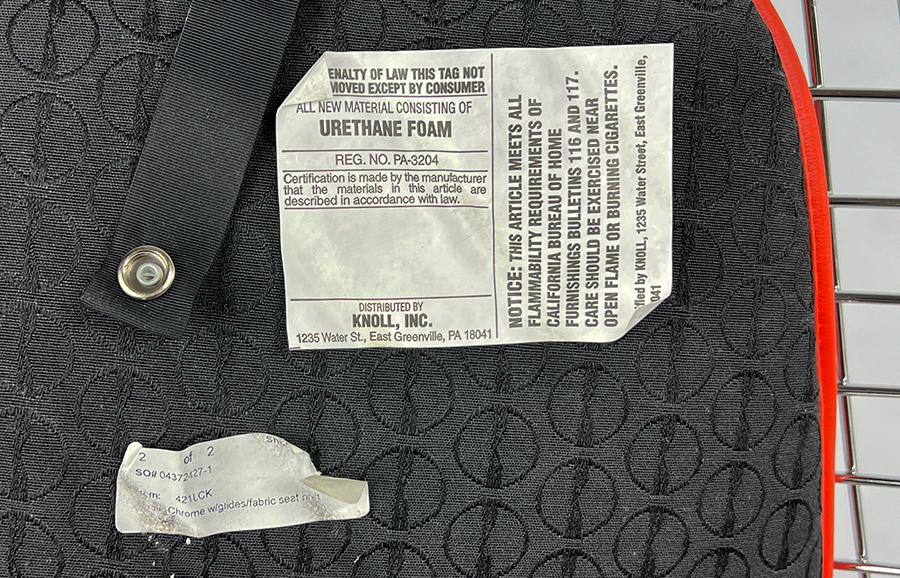 ENALTY OF LAW THIS TAG NOT
MOVED EXCEPT BY CONSUMER
ALL NEW MATERIAL CONSISTING OF
URETHANE FOAM
REG. NO. PA-3204
Certification is made by the manufacturer
that the materials in this article are
described in accordance with law.
DISTRIBUTED BY
KNOLL, INC.
1235 Water St., East Greenville, PA 18041
NOTICE: THIS ARTICLE MEETS ALL
FLAMMABILITY REQUIREMENTS OF
CALIFORNIA BUREAU OF HOME
FURNISHINGS BULLETINS 116 AND 117.
CARE SHOULD BE EXERCISED NEAR
OPEN FLAME OR BURNING CIGARETTES.
fied by KNOLL, 1235 Water Street, East Greenville,
041
Shi
2 of 2
SO# 04372427-1
421LCK
Chrome w/glides/fabric seat